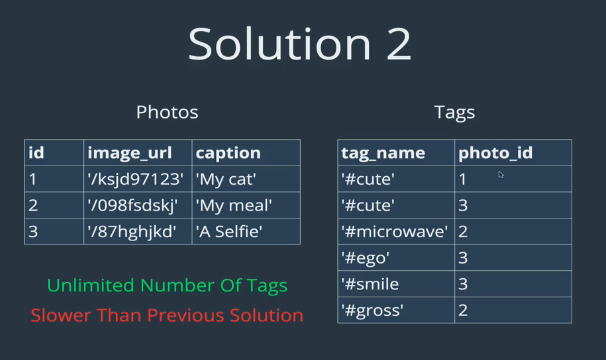 Solution 2
Photos
id image_url caption
1 '/ksjd97123' 'My cat'
2 '/098fsdskj' 'My meal'
3 '/87hghjkd' 'A Selfie'
Unlimited Number Of Tags
Slower Than Previous Solution
Tags
tag_name photo_id
'#cute' 1
'#cute' 3
'#microwave' 2
'#ego' 3
'#smile 3
'#gross' 2